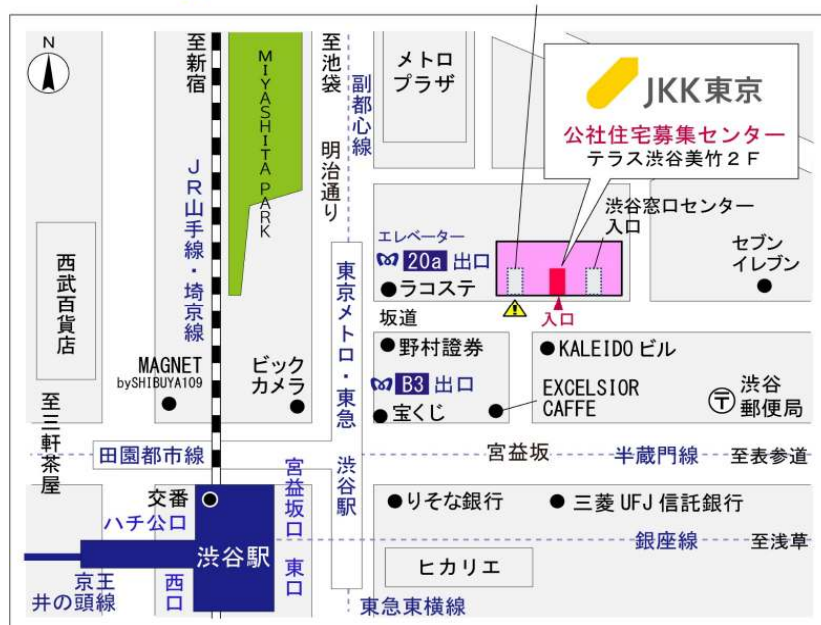 N
至新宿
MIYASHITA PARK
至池袋
副都心線
明治通り
メトロ
プラザ
JKK東京
公社住宅募集センター
テラス渋谷美竹2F
JR山手線・埼京線
西武百貨店
エレベーター
20a 出口
ラコステ
渋谷窓口センター
入口
セブン
イレブン
入口
坂道
東京メトロ・東急 渋谷駅
野村證券
KALEIDO ビル
MAGNET
bySHIBUYA109
ビック
カメラ
B3 出口
宝くじ
EXCELSIOR
CAFFE
〒
渋谷
郵便局
至三軒茶屋
田園都市線
宮益坂
半蔵門線
至表参道
交番
ハチ公口
宮益坂口
りそな銀行
三菱 UFJ 信託銀行
渋谷駅
銀座線
至浅草
京王
井の頭線
西口
東口
ヒカリエ
東急東横線